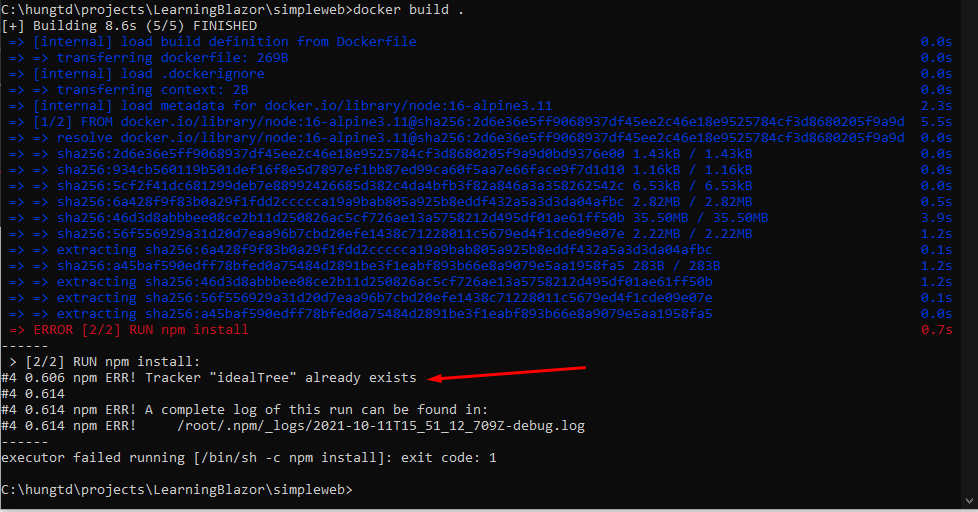 C:\hungtd\projects\LearningBlazor\simpleweb>docker build .
[+] Building 8.6s (5/5) FINISHED
=> [internal] load build definition from Dockerfile 0.0s
=> => transferring dockerfile: 269B 0.0s
=> [internal] load .dockerignore 0.0s
=> => transferring context: 2B 0.0s
=> [internal] load metadata for docker.io/library/node:16-alpine3.11 2.3s
=> [1/2] FROM docker.io/library/node:16-alpine3.11@sha256:2d6e36e5ff9068937df45ee2c46e18e9525784cf3d8680205f9a9d 5.5s
=> => resolve docker.io/library/node:16-alpine3.11@sha256:2d6e36e5ff9068937df45ee2c46e18e9525784cf3d8680205f9a9d 0.0s
=> => sha256:2d6e36e5ff9068937df45ee2c46e18e9525784cf3d8680205f9a9d0bd9376e00 1.43kB / 1.43kB 0.0s
=> => sha256:934cb560119b501def16f8e5d7897ef1bb87ed99ca60f5aa7e66face9f7d1d10 1.16kB / 1.16kB 0.0s
=> => sha256:5cf2f41dc681299deb7e88992426685d382c4da4bfb3f82a846a3a358262542c 6.53kB / 6.53kB 0.0s
=> => sha256:6a428f9f83b0a29f1fdd2ccccca19a9bab805a925b8eddf432a5a3d3da04afbc 2.82MB / 2.82MB 0.5s
=> => sha256:46d3d8abbbee08ce2b11d250826ac5cf726ae13a5758212d495df01ae61ff50b 35.50MB / 35.50MB 3.9s
=> => sha256:56f556929a31d20d7eaa96b7cbd20efe1438c71228011c5679ed4f1cde09e07e 2.22MB / 2.22MB 1.2s
=> => extracting sha256:6a428f9f83b0a29f1fdd2ccccca19a9bab805a925b8eddf432a5a3d3da04afbc 0.1s
=> => sha256:a45baf590edff78bfed0a75484d2891be3f1eabf893b66e8a9079e5aa1958fa5 283B / 283B 1.2s
=> => extracting sha256:46d3d8abbbee08ce2b11d250826ac5cf726ae13a5758212d495df01ae61ff50b 1.2s
=> => extracting sha256:56f556929a31d20d7eaa96b7cbd20efe1438c71228011c5679ed4f1cde09e07e 0.1s
=> => extracting sha256:a45baf590edff78bfed0a75484d2891be3f1eabf893b66e8a9079e5aa1958fa5 0.0s
=> ERROR [2/2] RUN npm install 0.7s
------
> [2/2] RUN npm install:
#4 0.606 npm ERR! Tracker "idealTree" already exists
#4 0.614
#4 0.614 npm ERR! A complete log of this run can be found in:
#4 0.614 npm ERR!     /root/.npm/_logs/2021-10-11T15_51_12_709Z-debug.log
------
executor failed running [/bin/sh -c npm install]: exit code: 1
C:\hungtd\projects\LearningBlazor\simpleweb>